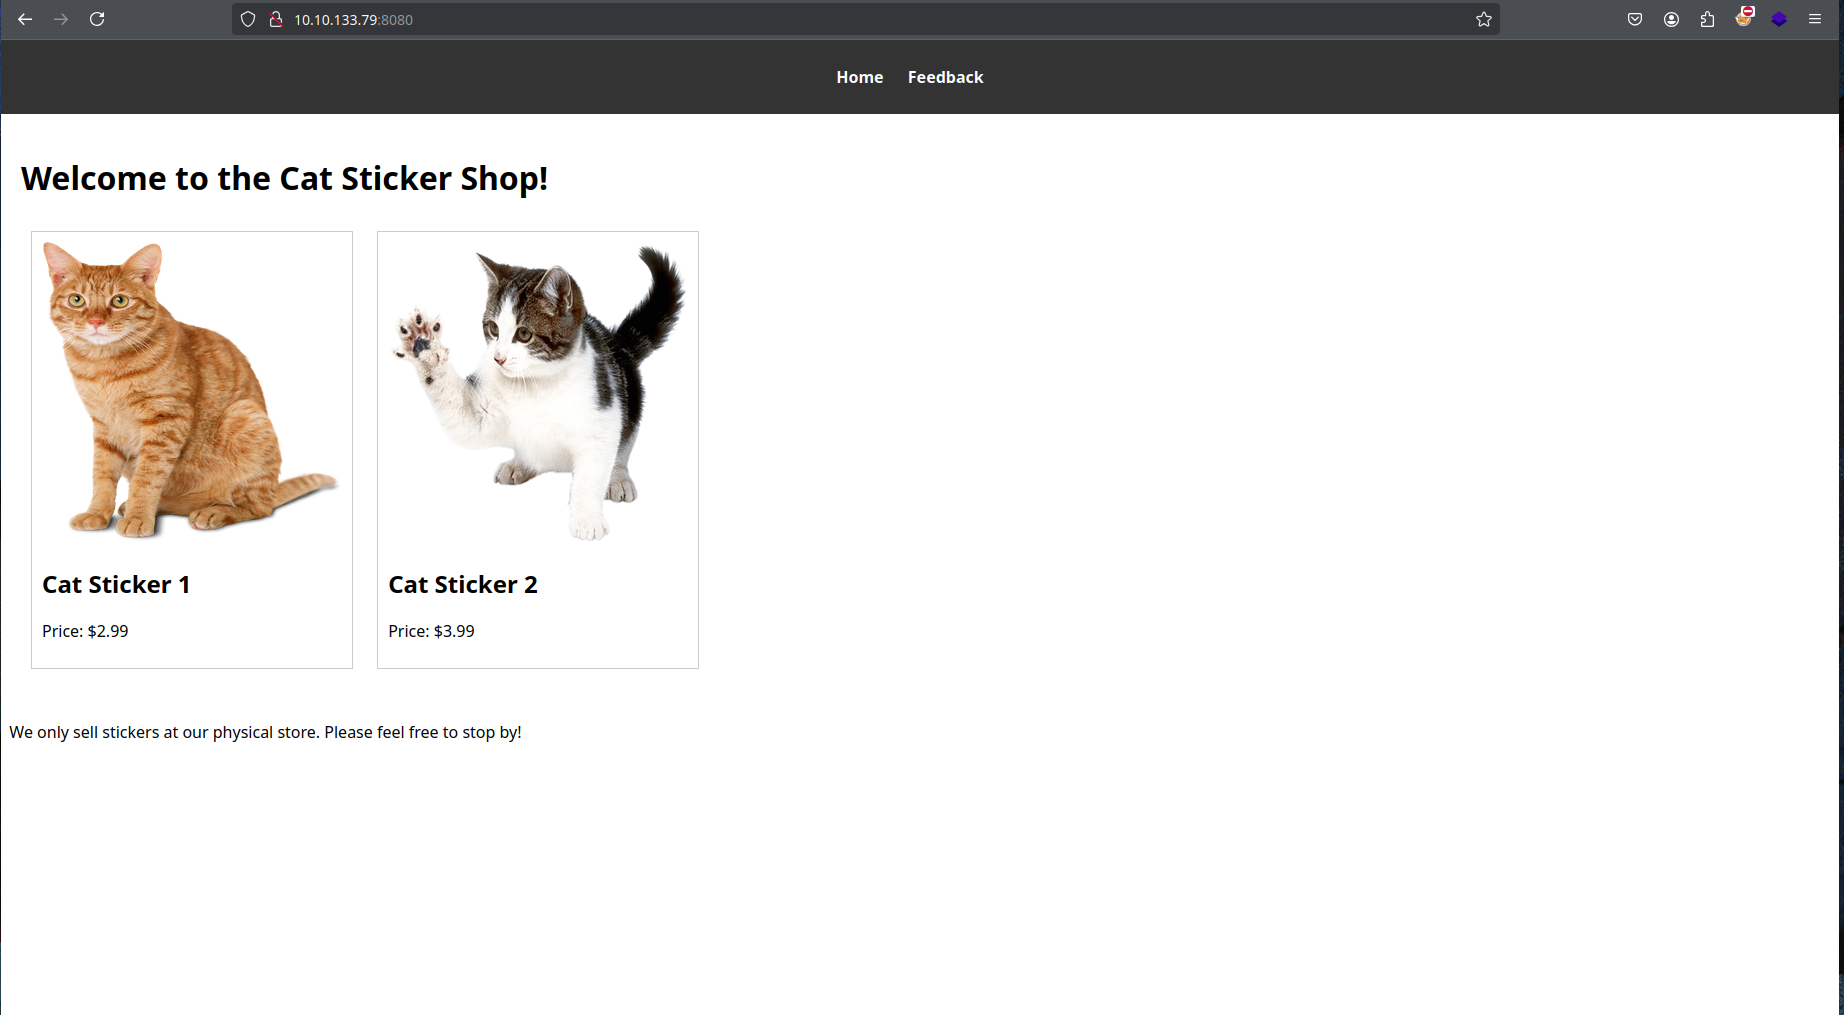 10.10.133.79:8080
Home Feedback
Welcome to the Cat Sticker Shop!
Cat Sticker 1
Price: $2.99
Cat Sticker 2
Price: $3.99
We only sell stickers at our physical store. Please feel free to stop by!